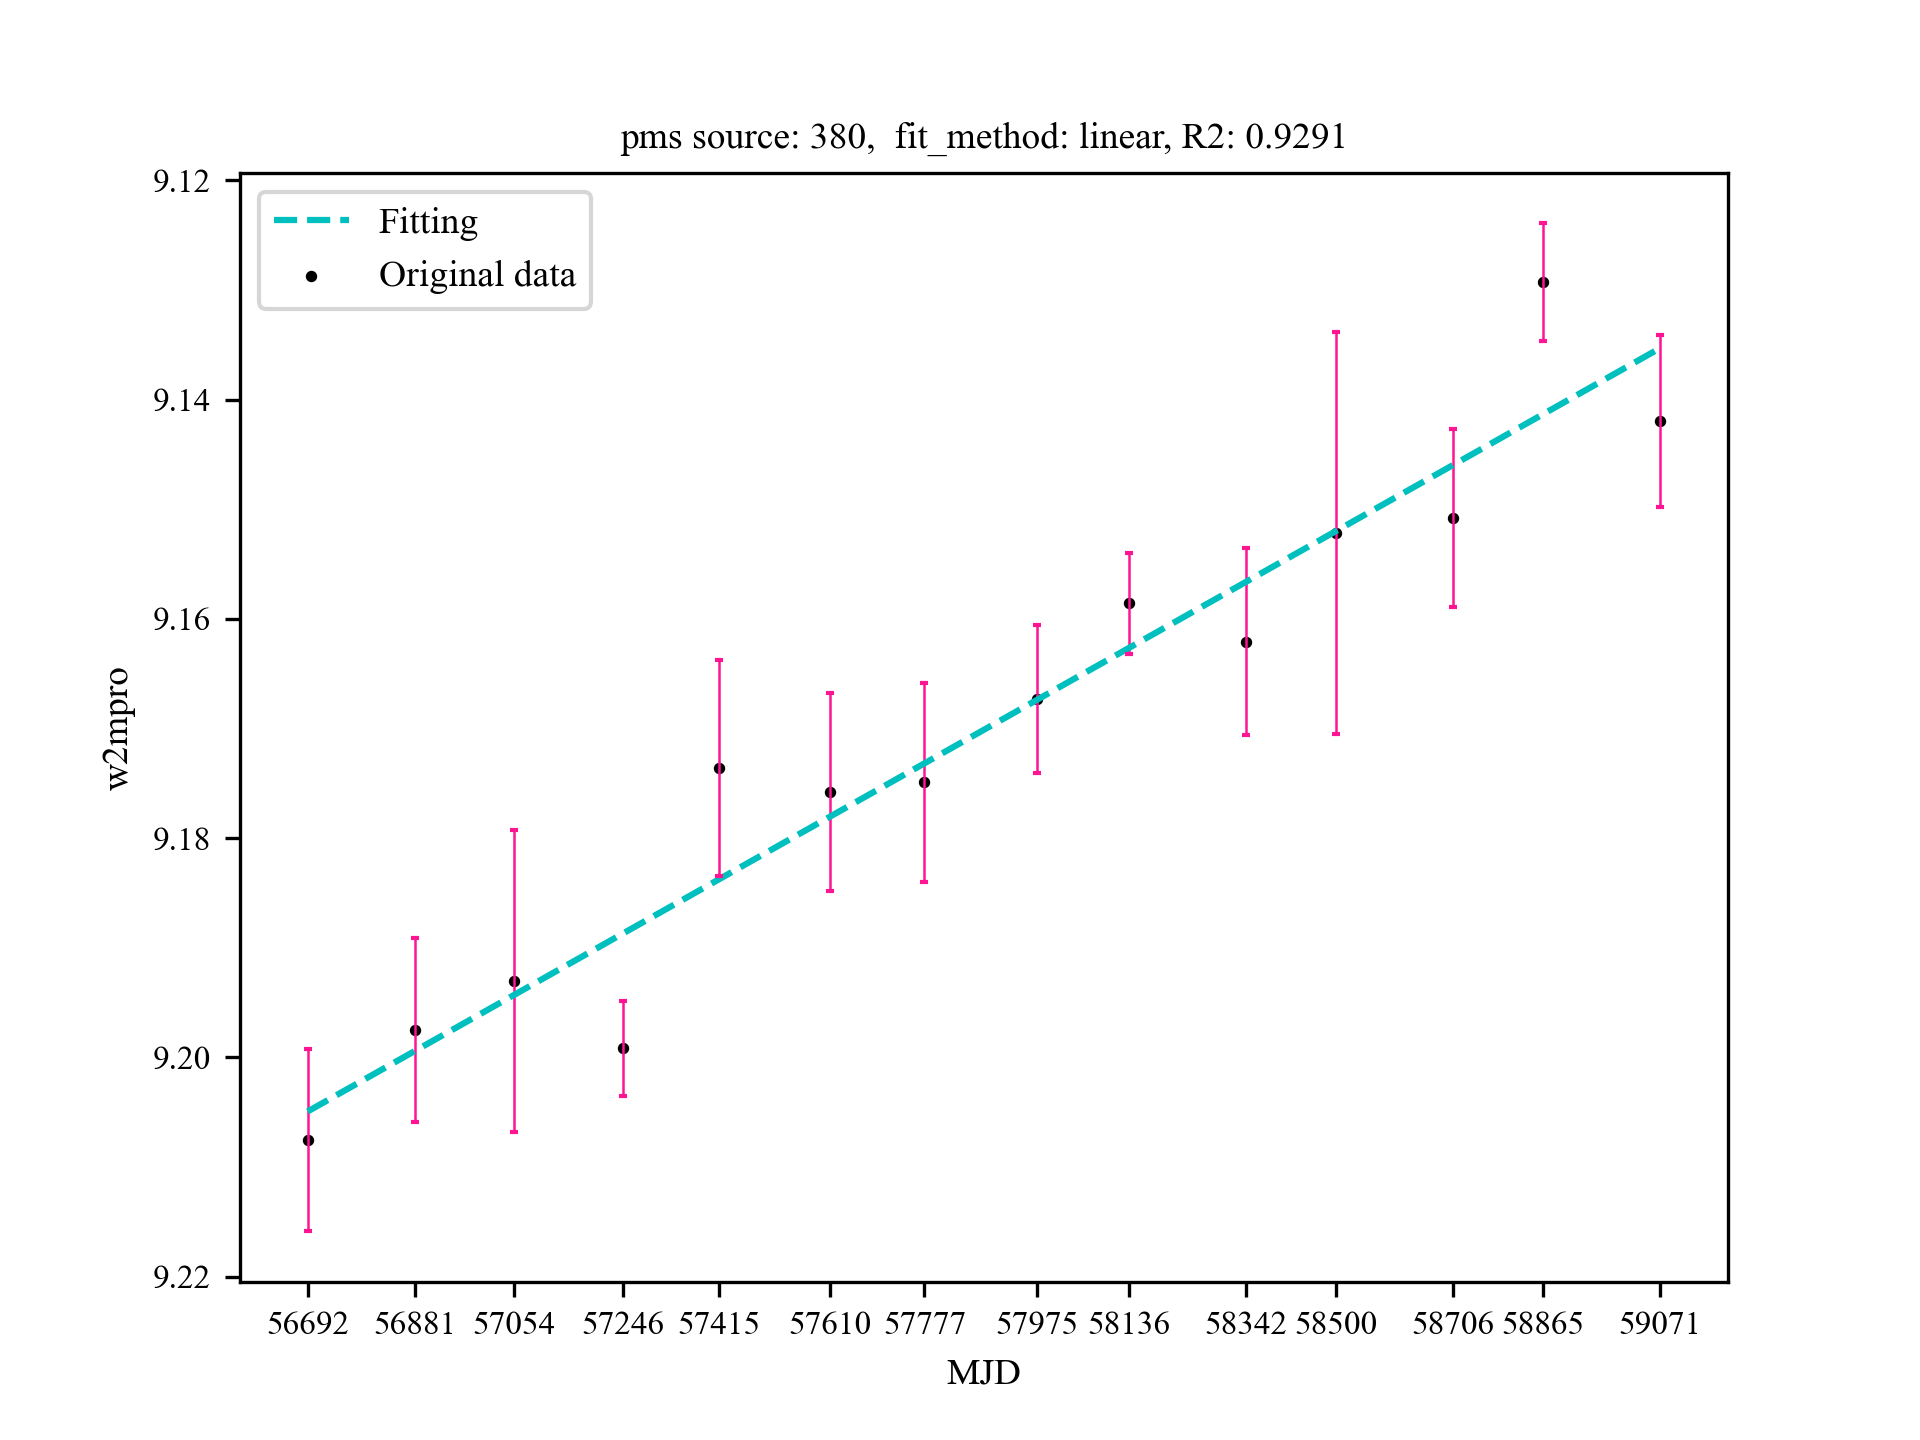 pms source: 380,  fit_method: linear, R2: 0.9291
Fitting
Original data
9.12
9.14
9.16
9.18
9.20
9.22
w2mpro
56692 56881 57054 57246 57415 57610 57777 57975 58136 58342 58500 58706 58865 59071
MJD